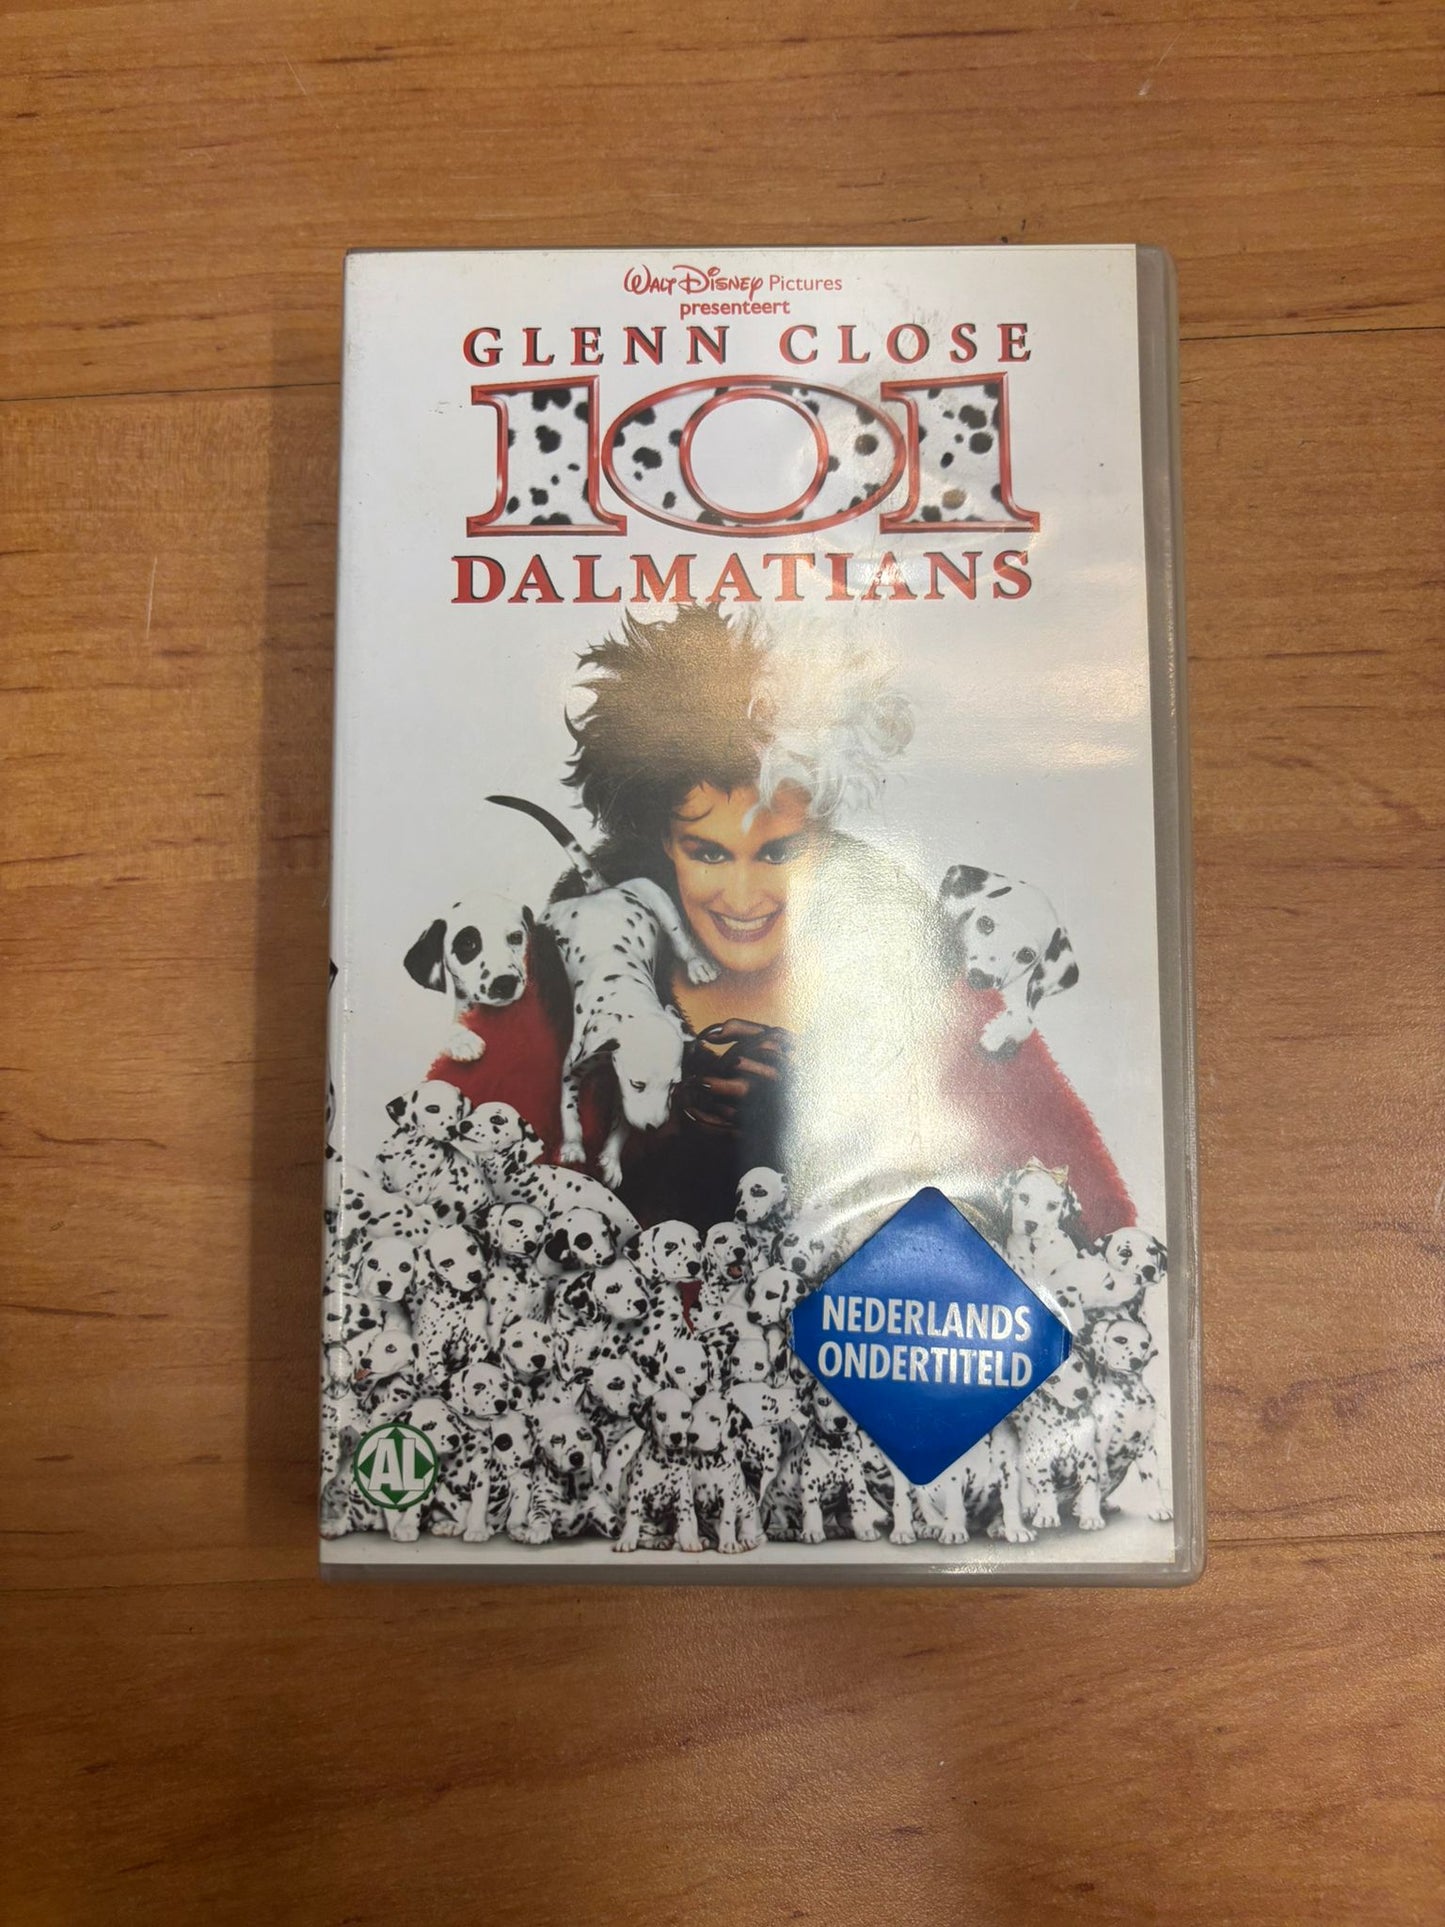 WALT DISNEY Pictures
presenteert
GLENN CLOSE
101
DALMATIANS
NEDERLANDS
ONDERTITELD
AL